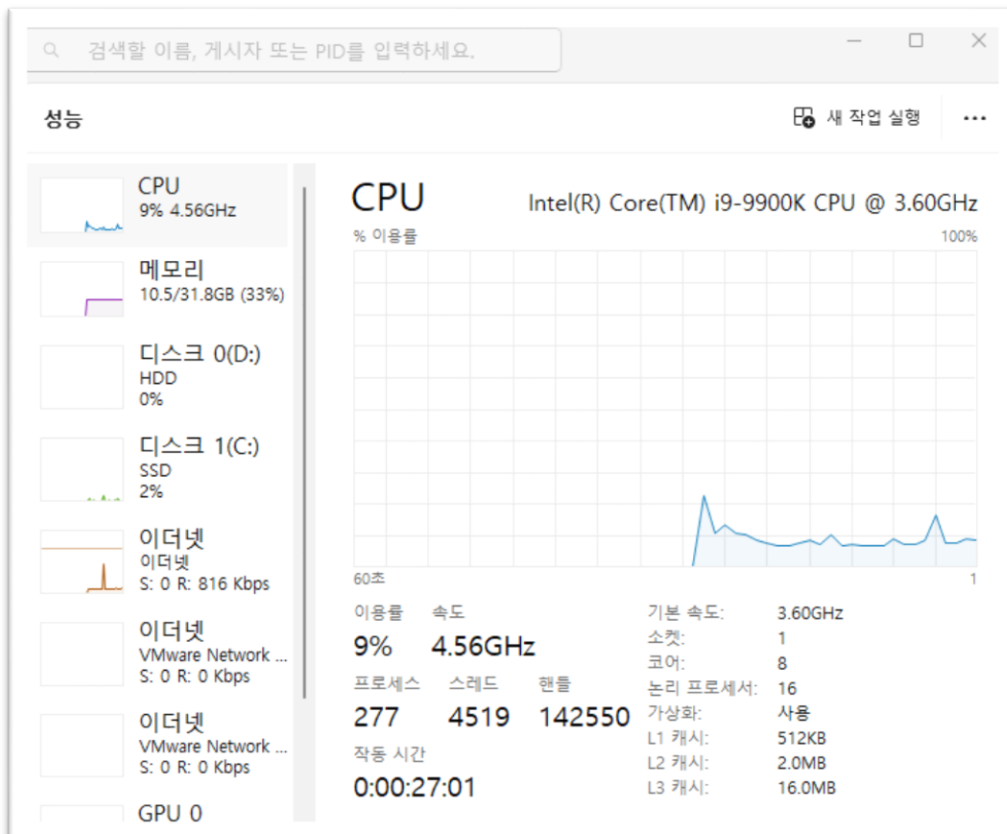 검색할 이름, 게시자 또는 PID를 입력하세요.
성능
새 작업 실행
CPU
9% 4.56GHz
메모리
10.5/31.8GB (33%)
디스크 0(D:)
HDD
0%
디스크 1(C:)
SSD
2%
이더넷
이더넷
S: 0 R: 816 Kbps
이더넷
VMware Network ...
S: 0 R: 0 Kbps
이더넷
VMware Network ...
S: 0 R: 0 Kbps
GPU 0
CPU
Intel(R) Core(TM) i9-9900K CPU @ 3.60GHz
% 이용률 100%
60초 1
이용률 속도
9% 4.56GHz
프로세스 스레드 핸들
277 4519 142550
작동 시간
0:00:27:01
기본 속도: 3.60GHz
소켓: 1
코어: 8
논리 프로세서: 16
가상화: 사용
L1 캐시: 512KB
L2 캐시: 2.0MB
L3 캐시: 16.0MB